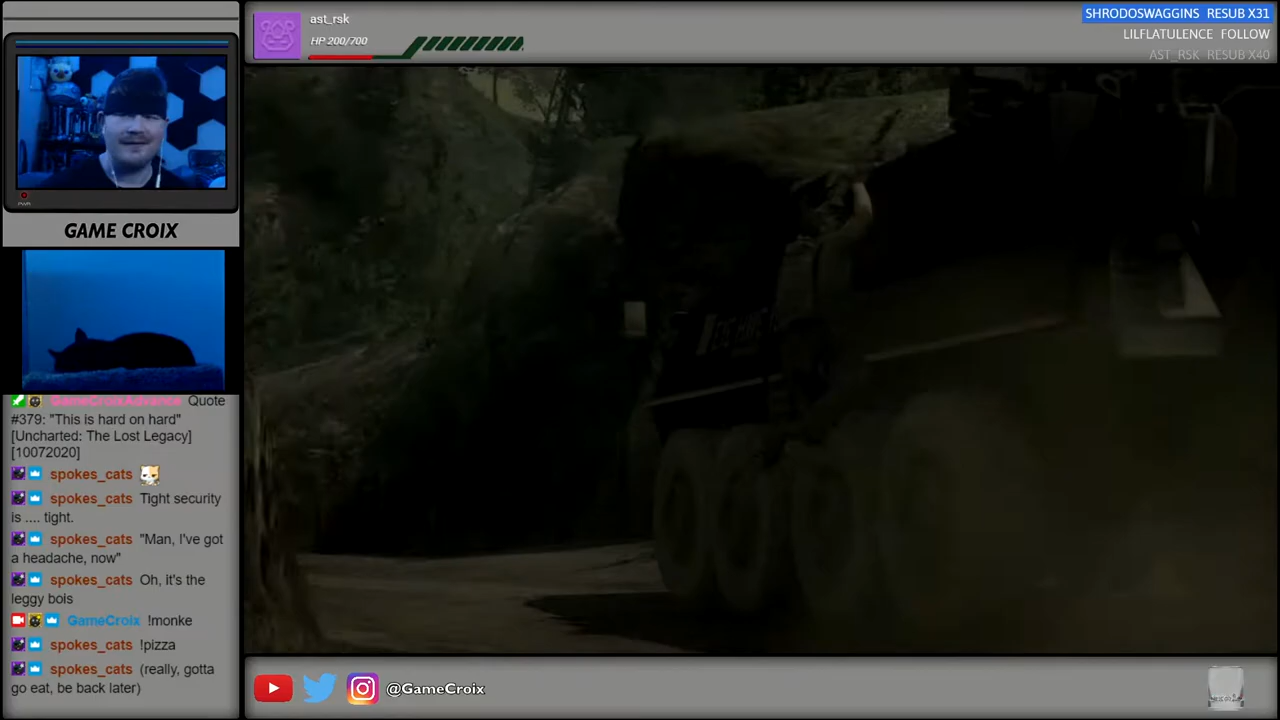 ast_rsk
HP 200/700
SHRODOSWAGGINS RESUB X31
LILFLATULENCE FOLLOW
AST_RSK RESUB X40
PWR
GAME CROIX
GameCroixAdvance Quote
#379: "This is hard on hard"
[Uncharted: The Lost Legacy]
[10072020]
spokes_cats
spokes_cats Tight security
is .... tight.
spokes_cats "Man, I've got
a headache, now"
spokes_cats Oh, it's the
leggy bois
GameCroix !monke
spokes_cats !pizza
spokes_cats (really, gotta
go eat, be back later)
@GameCroix